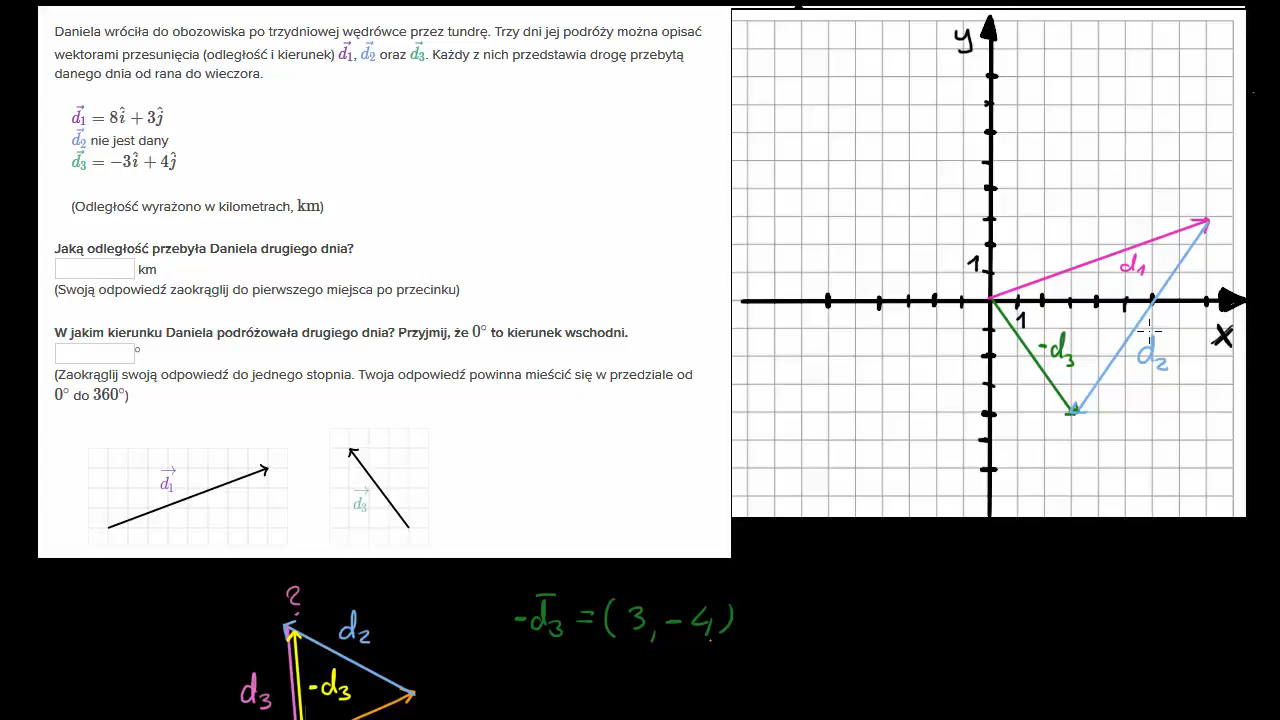 Daniela wróciła do obozowiska po trzydniowej wędrówce przez tundrę. Trzy dni jej podróży można opisać
wektorami przesunięcia (odległość i kierunek) d₁, d₂ oraz d₃. Każdy z nich przedstawia drogę przebytą
danego dnia od rana do wieczora.
d₁ = 8î + 3ĵ
d₂ nie jest dany
d₃ = −3î + 4ĵ
(Odległość wyrażono w kilometrach, km)
Jaką odległość przebyła Daniela drugiego dnia?
km
(Swoją odpowiedź zaokrąglij do pierwszego miejsca po przecinku)
W jakim kierunku Daniela podróżowała drugiego dnia? Przyjmij, że 0° to kierunek wschodni.
°
(Zaokrąglij swoją odpowiedź do jednego stopnia. Twoja odpowiedź powinna mieścić się w przedziale od
0° do 360°)
d₁
d₃
y
1
d₁
1
x
-d₃
d₂
?
d₂
d₃
-d₃
-d₃ = (3, -4)